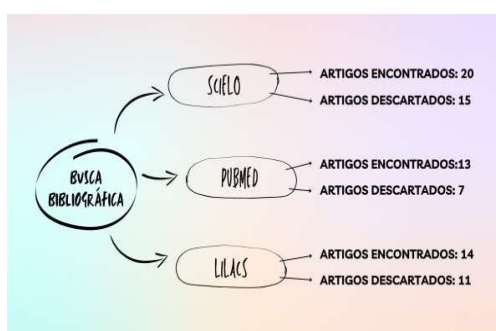 BUSCA
BIBLIOGRÁFICA
SCIELO
ARTIGOS ENCONTRADOS: 20
ARTIGOS DESCARTADOS: 15
PUBMED
ARTIGOS ENCONTRADOS:13
ARTIGOS DESCARTADOS: 7
LILACS
ARTIGOS ENCONTRADOS: 14
ARTIGOS DESCARTADOS: 11